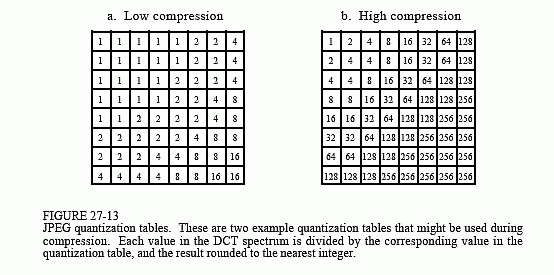 a. Low compression
1 1 1 1 1 2 2 4
1 1 1 1 1 2 2 4
1 1 1 1 2 2 2 4
1 1 1 1 2 2 4 8
1 1 2 2 2 2 4 8
2 2 2 2 2 4 8 8
2 2 2 4 4 8 8 16
4 4 4 4 8 8 16 16
b. High compression
1 2 4 8 16 32 64 128
2 4 4 8 16 32 64 128
4 4 8 16 32 64 128 128
8 8 16 32 64 128 128 256
16 16 32 64 128 128 256 256
32 32 64 128 128 256 256 256
64 64 128 128 256 256 256 256
128 128 128 256 256 256 256 256
FIGURE 27-13
JPEG quantization tables. These are two example quantization tables that might be used during
compression. Each value in the DCT spectrum is divided by the corresponding value in the
quantization table, and the result rounded to the nearest integer.